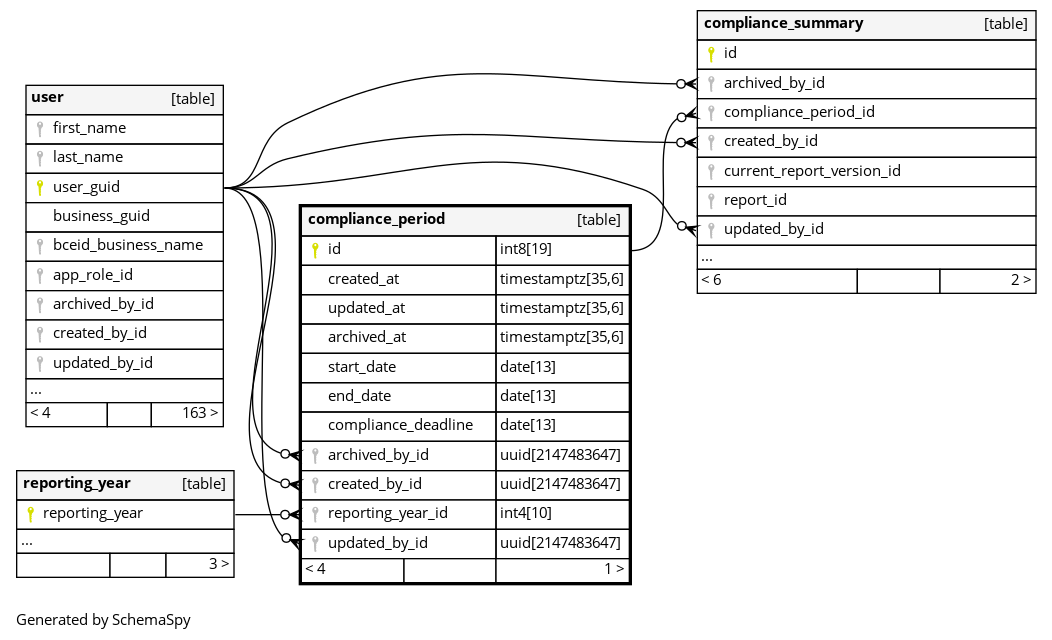 user [table]
first_name
last_name
user_guid
business_guid
bceid_business_name
app_role_id
archived_by_id
created_by_id
updated_by_id
...
< 4 163 >
reporting_year [table]
reporting_year
...
3 >
compliance_period [table]
id int8[19]
created_at timestamptz[35,6]
updated_at timestamptz[35,6]
archived_at timestamptz[35,6]
start_date date[13]
end_date date[13]
compliance_deadline date[13]
archived_by_id uuid[2147483647]
created_by_id uuid[2147483647]
reporting_year_id int4[10]
updated_by_id uuid[2147483647]
< 4 1 >
compliance_summary [table]
id
archived_by_id
compliance_period_id
created_by_id
current_report_version_id
report_id
updated_by_id
...
< 6 2 >
Generated by SchemaSpy